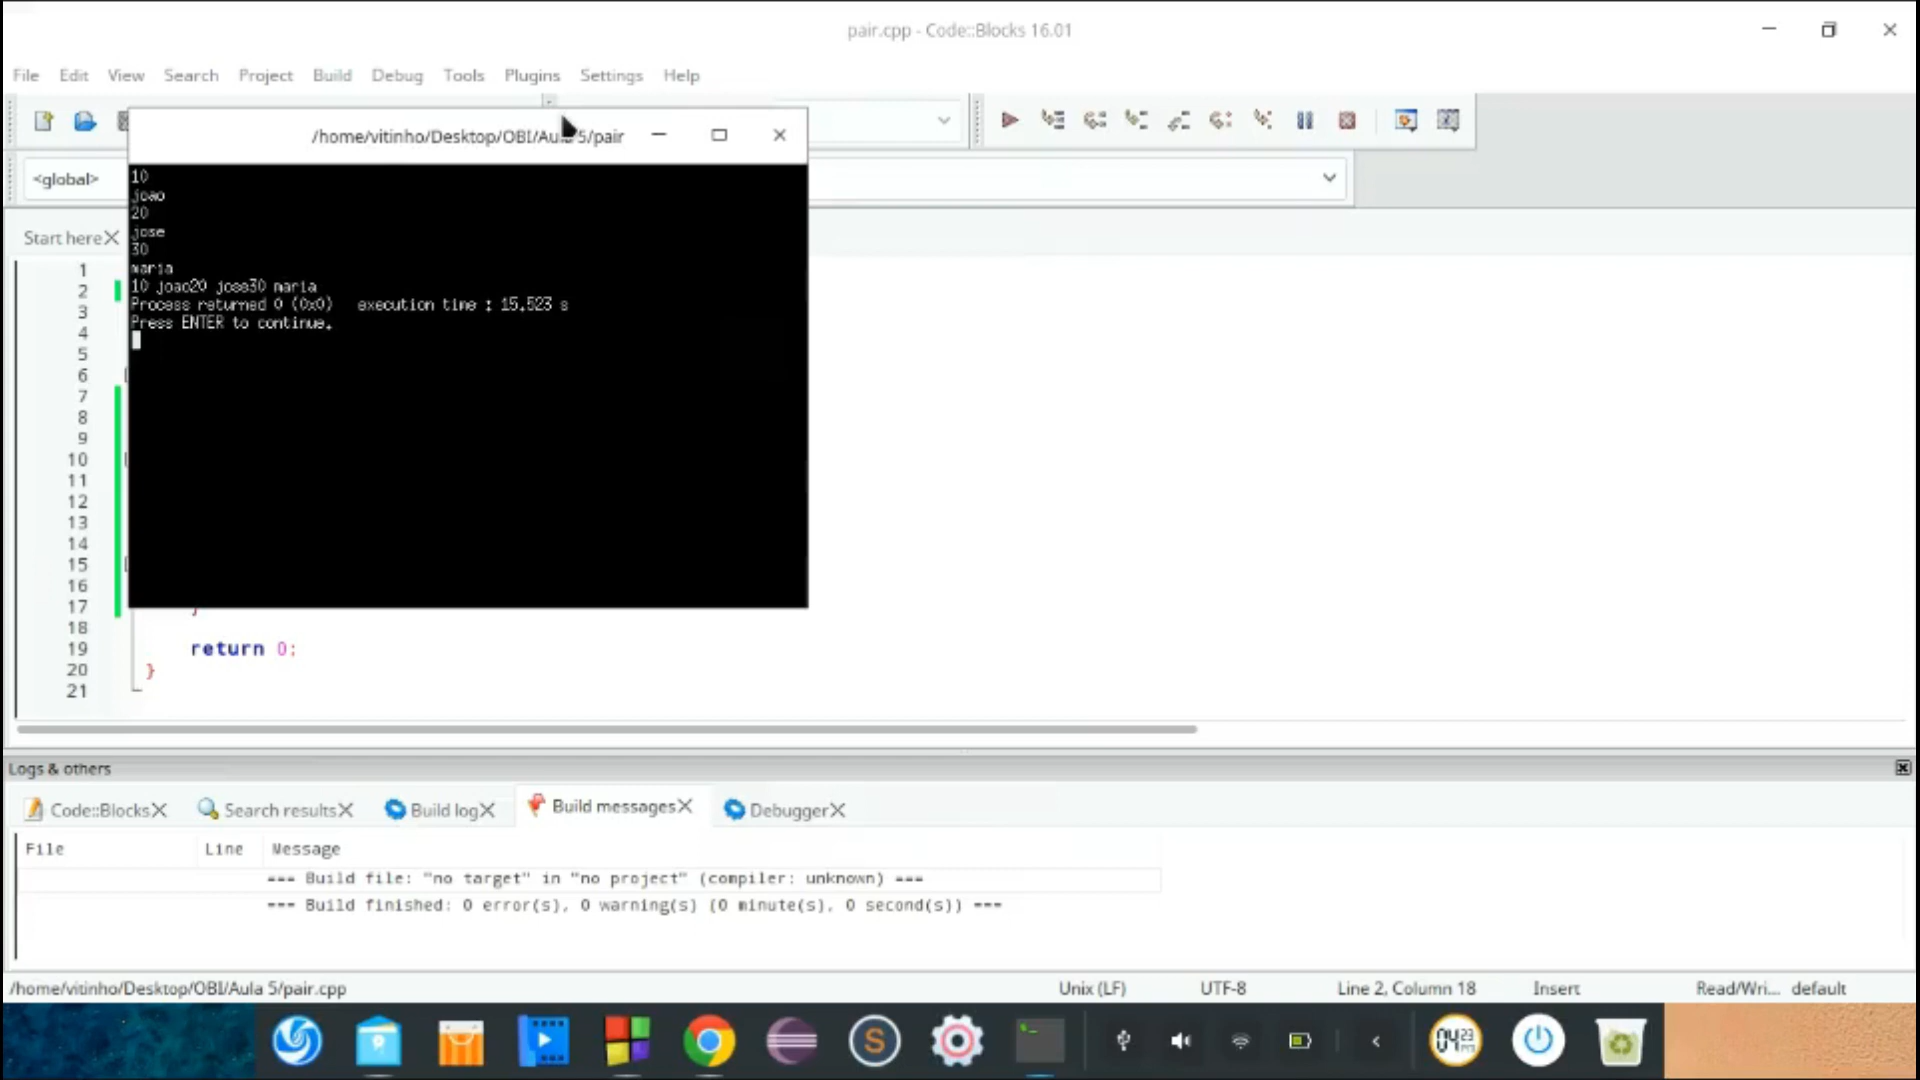 pair.cpp - Code::Blocks 16.01
File Edit View Search Project Build Debug Tools Plugins Settings Help
/home/vitinho/Desktop/OBI/Aula 5/pair
<global>
10
joao
20
jose
30
maria
10 joao20 jose30 maria
Process returned 0 (0x0) execution time : 15.523 s
Press ENTER to continue.
Start here
1
2
3
4
5
6
7
8
9
10
11
12
13
14
15
16
17 }
18
19 return 0;
20 }
21
Logs & others
Code::Blocks Search results Build log Build messages Debugger
File Line Message
=== Build file: "no target" in "no project" (compiler: unknown) ===
=== Build finished: 0 error(s), 0 warning(s) (0 minute(s), 0 second(s)) ===
/home/vitinho/Desktop/OBI/Aula 5/pair.cpp Unix (LF) UTF-8 Line 2, Column 18 Insert Read/Wri... default
04 23